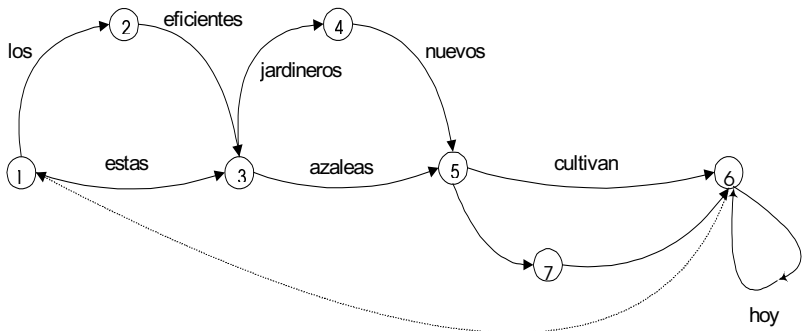 2 eficientes 4
los nuevos
jardineros
estas azaleas cultivan
1 3 5 6
7
hoy